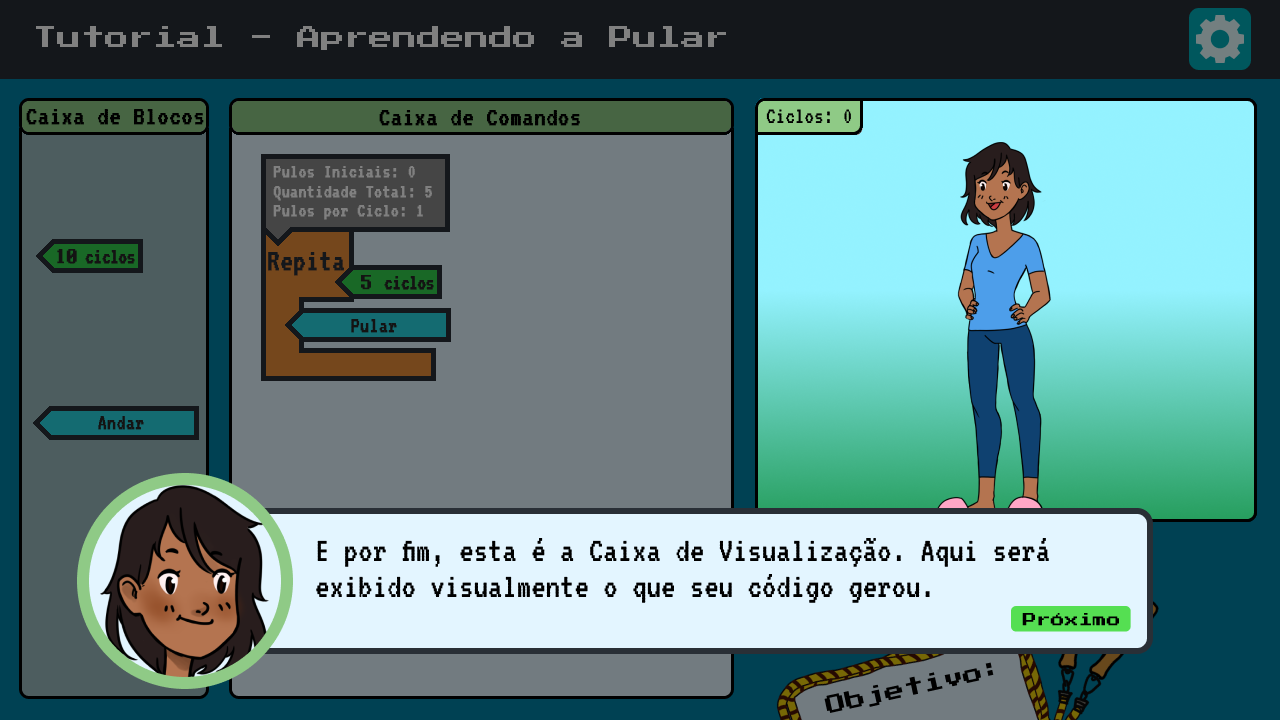 Tutorial - Aprendendo a Pular
Caixa de Blocos
Caixa de Comandos
Ciclos: 0
Pulos Iniciais: 0
Quantidade Total: 5
Pulos por Ciclo: 1
Repita
10 ciclos
5 ciclos
Pular
Andar
E por fim, esta é a Caixa de Visualização. Aqui será
exibido visualmente o que seu código gerou.
Próximo
Objetivo: